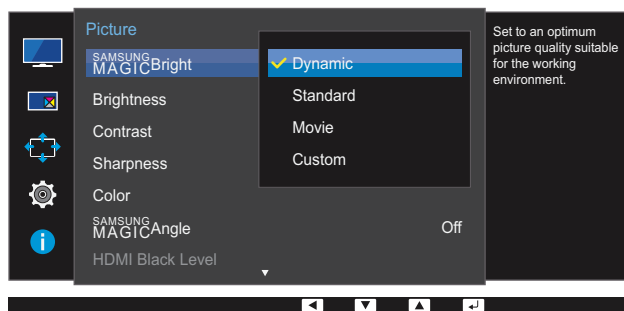 Picture
SAMSUNG
MAGICBright
Brightness
Contrast
Sharpness
Color
SAMSUNG
MAGICAngle
Off
HDMI Black Level
Dynamic
Standard
Movie
Custom
Set to an optimum
picture quality suitable
for the working
environment.